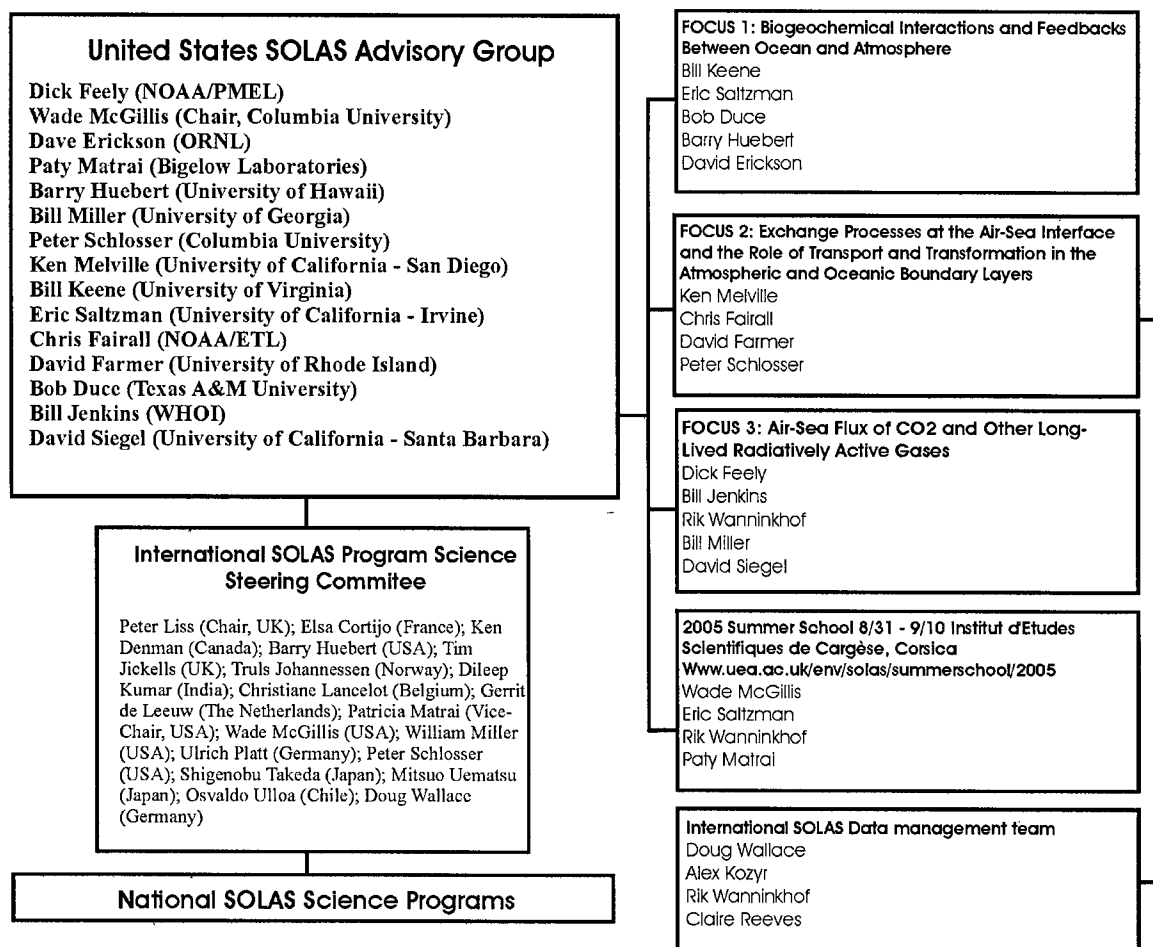 United States SOLAS Advisory Group
Dick Feely (NOAA/PMEL)
Wade McGillis (Chair, Columbia University)
Dave Erickson (ORNL)
Paty Matrai (Bigelow Laboratories)
Barry Huebert (University of Hawaii)
Bill Miller (University of Georgia)
Peter Schlosser (Columbia University)
Ken Melville (University of California - San Diego)
Bill Keene (University of Virginia)
Eric Saltzman (University of California - Irvine)
Chris Fairall (NOAA/ETL)
David Farmer (University of Rhode Island)
Bob Duce (Texas A&M University)
Bill Jenkins (WHOI)
David Siegel (University of California - Santa Barbara)
International SOLAS Program Science
Steering Commitee
Peter Liss (Chair, UK); Elsa Cortijo (France); Ken
Denman (Canada); Barry Huebert (USA); Tim
Jickells (UK); Truls Johannessen (Norway); Dileep
Kumar (India); Christiane Lancelot (Belgium); Gerrit
de Leeuw (The Netherlands); Patricia Matrai (Vice-
Chair, USA); Wade McGillis (USA); William Miller
(USA); Ulrich Platt (Germany); Peter Schlosser
(USA); Shigenobu Takeda (Japan); Mitsuo Uematsu
(Japan); Osvaldo Ulloa (Chile); Doug Wallace
(Germany)
National SOLAS Science Programs
FOCUS 1: Biogeochemical Interactions and Feedbacks
Between Ocean and Atmosphere
Bill Keene
Eric Saltzman
Bob Duce
Barry Huebert
David Erickson
FOCUS 2: Exchange Processes at the Air-Sea Interface
and the Role of Transport and Transformation in the
Atmospheric and Oceanic Boundary Layers
Ken Melville
Chris Fairall
David Farmer
Peter Schlosser
FOCUS 3: Air-Sea Flux of CO2 and Other Long-
Lived Radiatively Active Gases
Dick Feely
Bill Jenkins
Rik Wanninkhof
Bill Miller
David Siegel
2005 Summer School 8/31 - 9/10 Institut d'Etudes
Scientifiques de Cargèse, Corsica
Www.uea.ac.uk/env/solas/summerschool/2005
Wade McGillis
Eric Saltzman
Rik Wanninkhof
Paty Matrai
International SOLAS Data management team
Doug Wallace
Alex Kozyr
Rik Wanninkhof
Claire Reeves